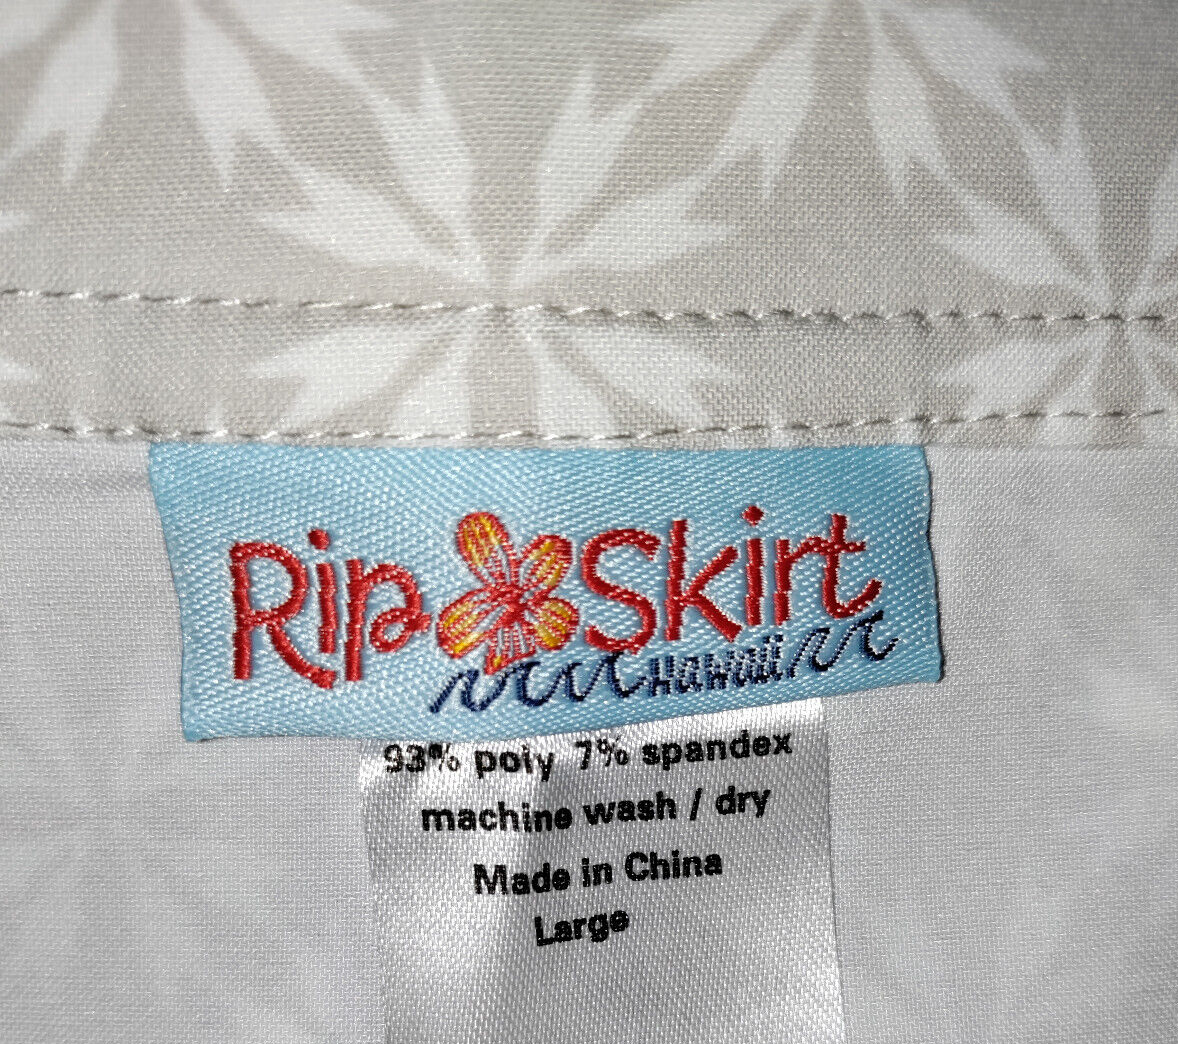 Rip Skirt
Hawaii
93% poly 7% spandex
machine wash / dry
Made in China
Large